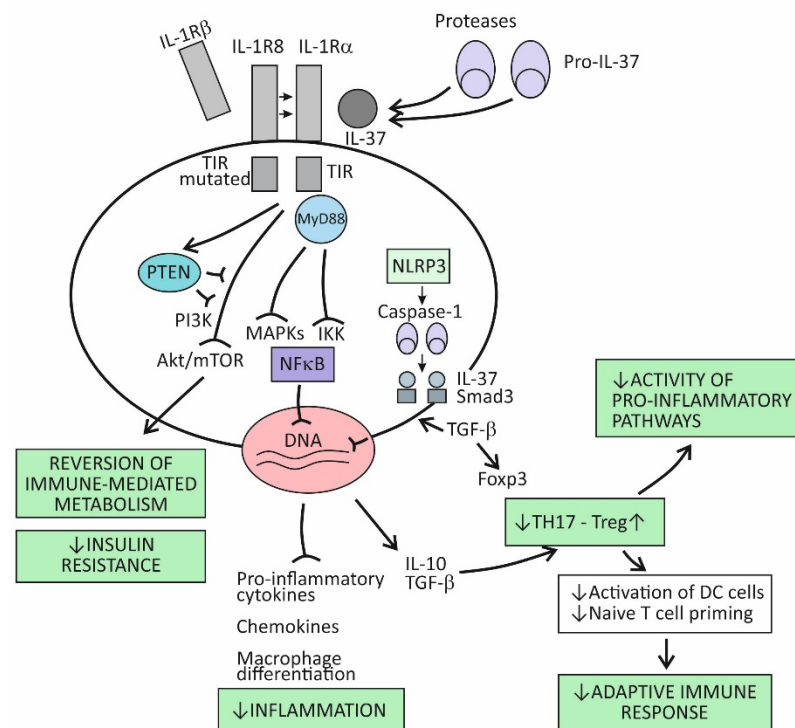 IL-1Rβ
IL-1R8
IL-1Rα
Proteases
Pro-IL-37
IL-37
TIR
mutated
TIR
MyD88
PTEN
PI3K
Akt/mTOR
MAPKs
IKK
NFκB
NLRP3
Caspase-1
IL-37
Smad3
DNA
TGF-β
Foxp3
↓ACTIVITY OF
PRO-INFLAMMATORY
PATHWAYS
REVERSION OF
IMMUNE-MEDIATED
METABOLISM
↓INSULIN
RESISTANCE
↓TH17 - Treg↑
IL-10
TGF-β
↓Activation of DC cells
↓Naive T cell priming
Pro-inflammatory
cytokines
Chemokines
Macrophage
differentiation
↓INFLAMMATION
↓ADAPTIVE IMMUNE
RESPONSE